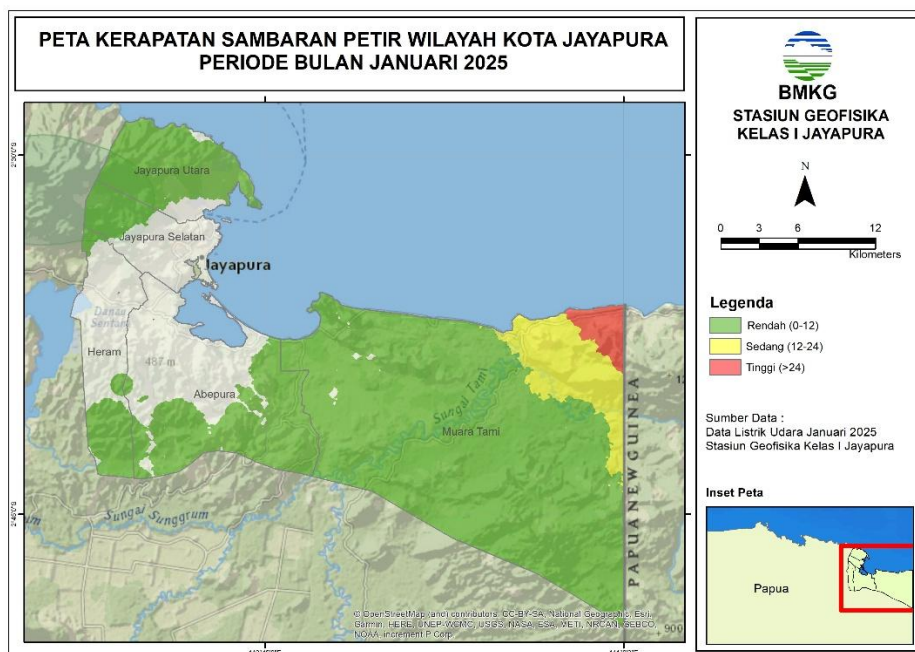 PETA KERAPATAN SAMBARAN PETIR WILAYAH KOTA JAYAPURA
PERIODE BULAN JANUARI 2025
BMKG
STASIUN GEOFISIKA
KELAS I JAYAPURA
N
0 3 6 12
Kilometers
Legenda
Rendah (0-12)
Sedang (12-24)
Tinggi (>24)
Sumber Data :
Data Listrik Udara Januari 2025
Stasiun Geofisika Kelas I Jayapura
Inset Peta
Papua
Jayapura Utara
Jayapura Selatan
Jayapura
Danau
Sentani
Heram
487 m
Abepura
Sungai Tami
Muara Tami
PAPUA NEW GUINEA
Sungai Sunggrum
© OpenStreetMap (and) contributors, CC-BY-SA, National Geographic, Esri,
Garmin, HERE, UNEP-WCMC, USGS, NASA, ESA, METI, NRCAN, GEBCO,
NOAA, increment P Corp.
900